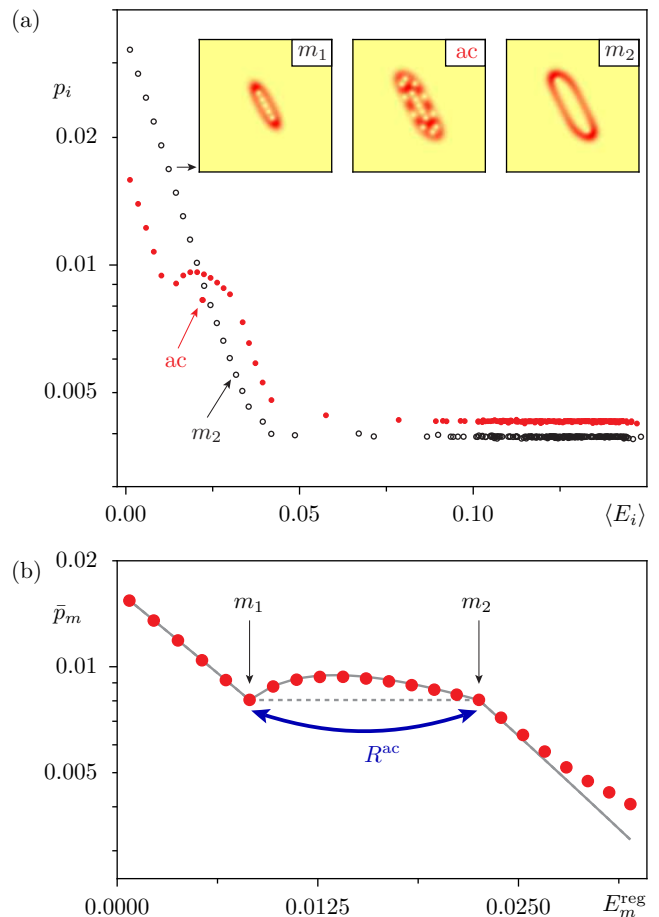 (a)
p_i
m_1
ac
m_2
0.02
0.01
0.005
ac
m_2
0.00
0.05
0.10
⟨E_i⟩
(b)
0.02
p̄_m
m_1
m_2
0.01
R^ac
0.005
0.0000
0.0125
0.0250
E_m^reg